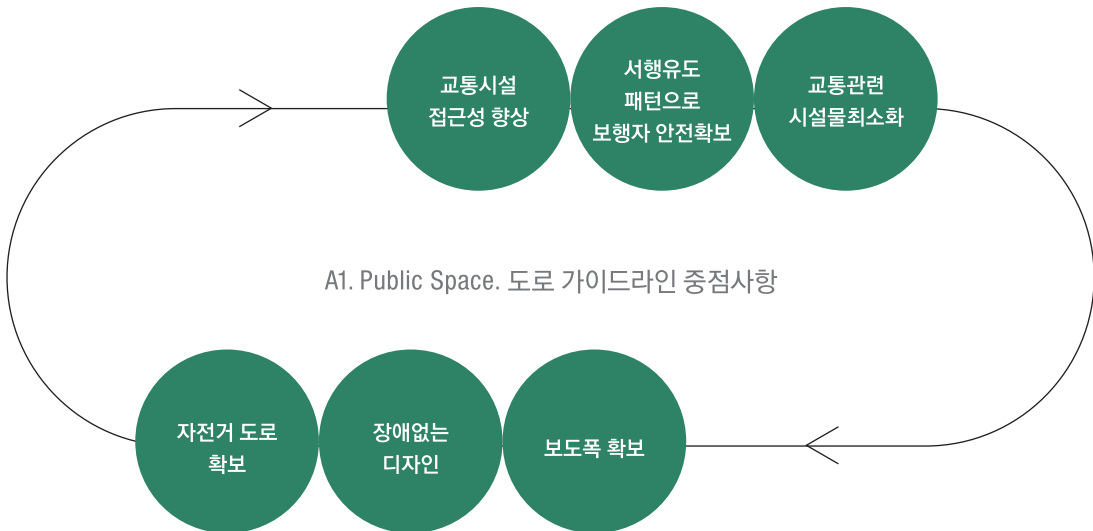 교통시설
접근성 향상
서행유도
패턴으로
보행자 안전확보
교통관련
시설물최소화
A1. Public Space. 도로 가이드라인 중점사항
자전거 도로
확보
장애없는
디자인
보도폭 확보